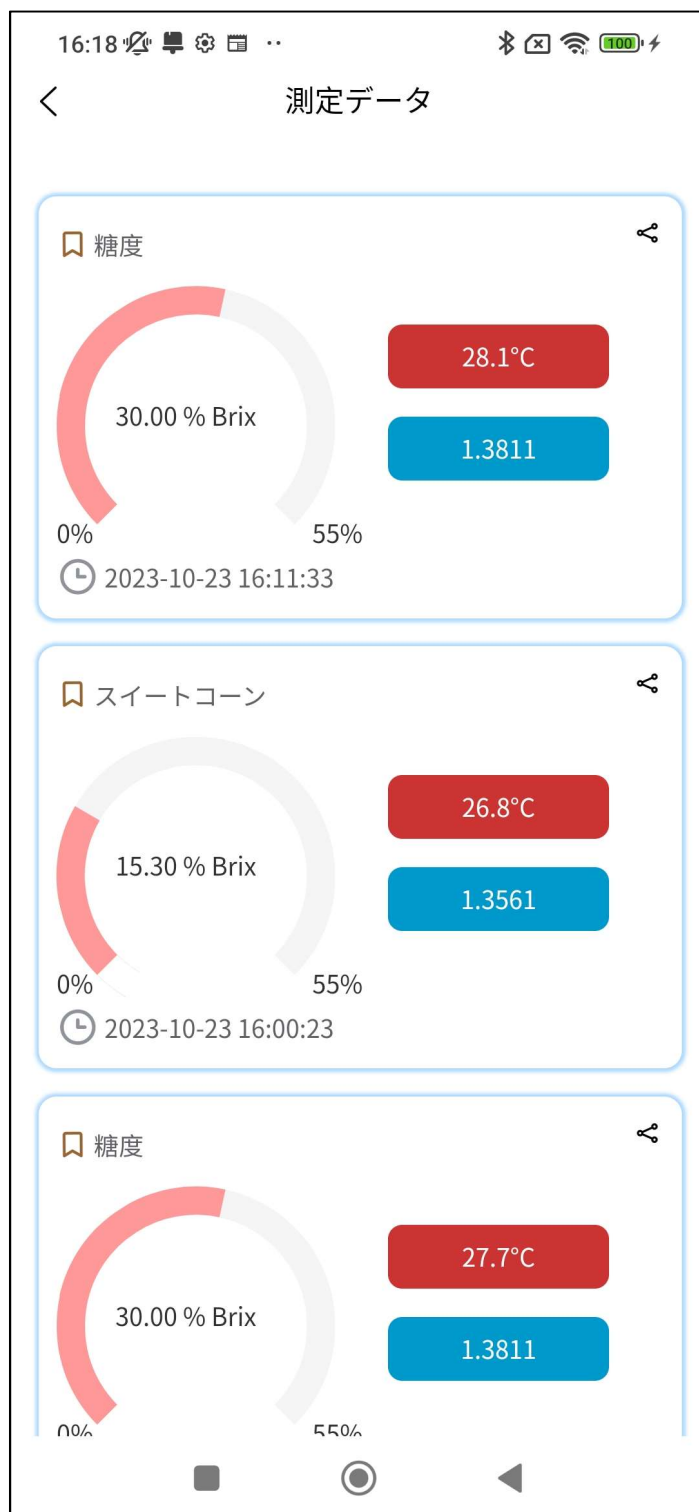 16:18
100
測定データ
糖度
28.1°C
30.00 % Brix
1.3811
0%
55%
2023-10-23 16:11:33
スイートコーン
26.8°C
15.30 % Brix
1.3561
0%
55%
2023-10-23 16:00:23
糖度
27.7°C
30.00 % Brix
1.3811
0%
55%